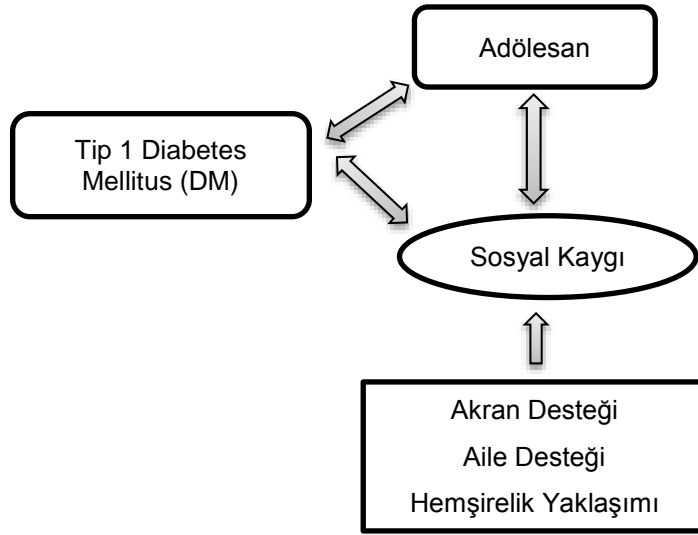 Adölesan
Tip 1 Diabetes
Mellitus (DM)
Sosyal Kaygı
Akran Desteği
Aile Desteği
Hemşirelik Yaklaşımı